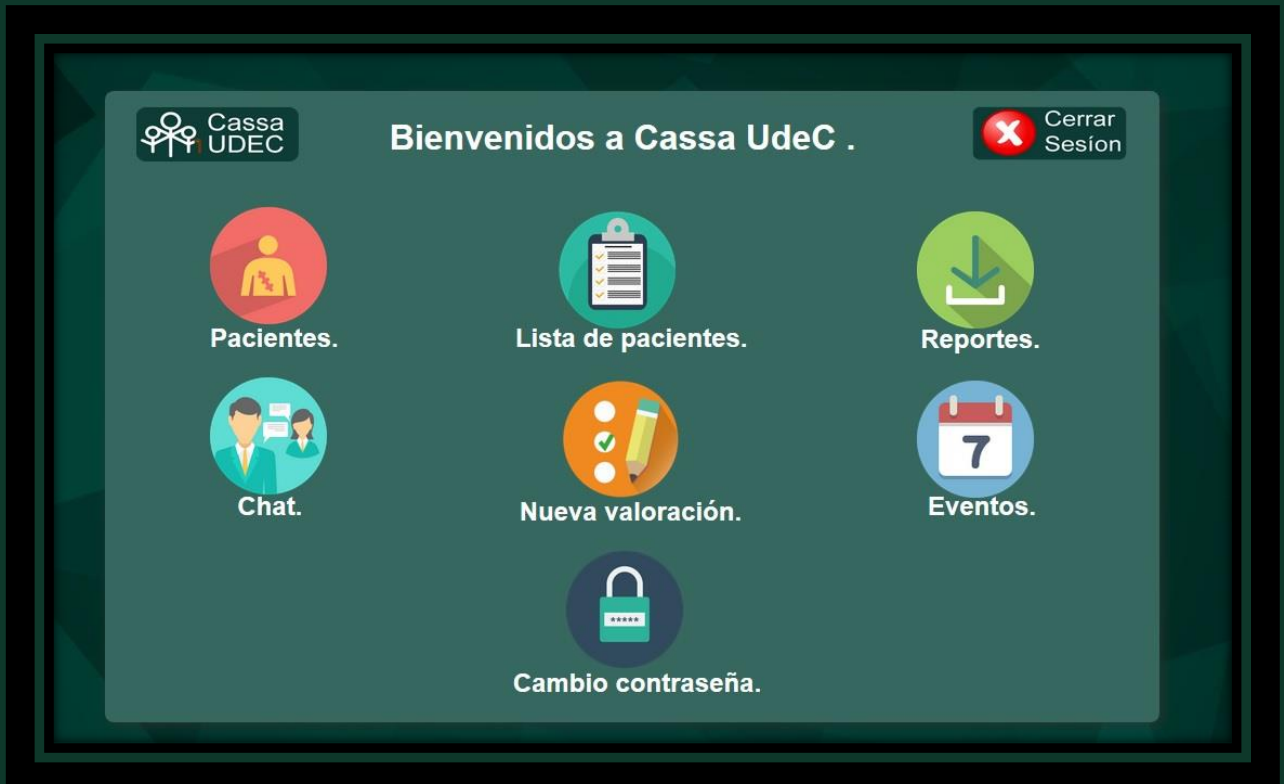 Cassa
UDEC
Bienvenidos a Cassa UdeC .
Cerrar
Sesíon
Pacientes.
Lista de pacientes.
Reportes.
Chat.
Nueva valoración.
7
Eventos.
*****
Cambio contraseña.